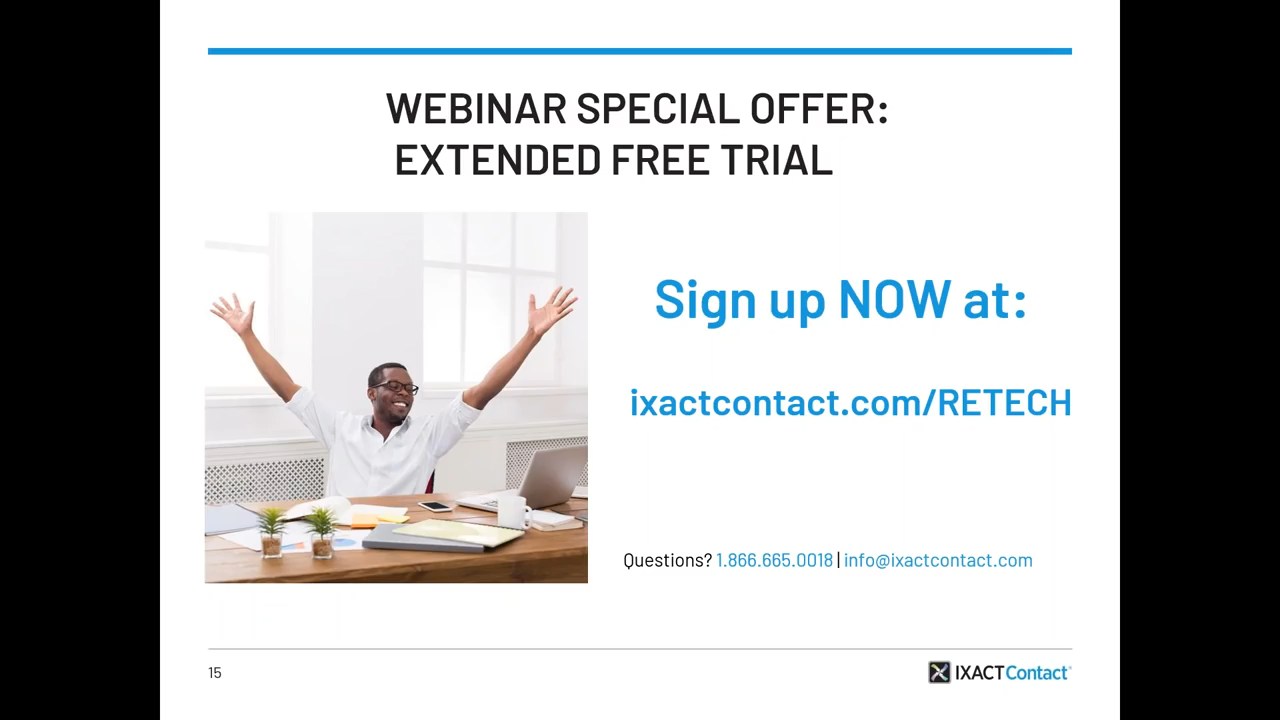 WEBINAR SPECIAL OFFER:
EXTENDED FREE TRIAL
Sign up NOW at:
ixactcontact.com/RETECH
Questions? 1.866.665.0018 | info@ixactcontact.com
15
IXACTContact